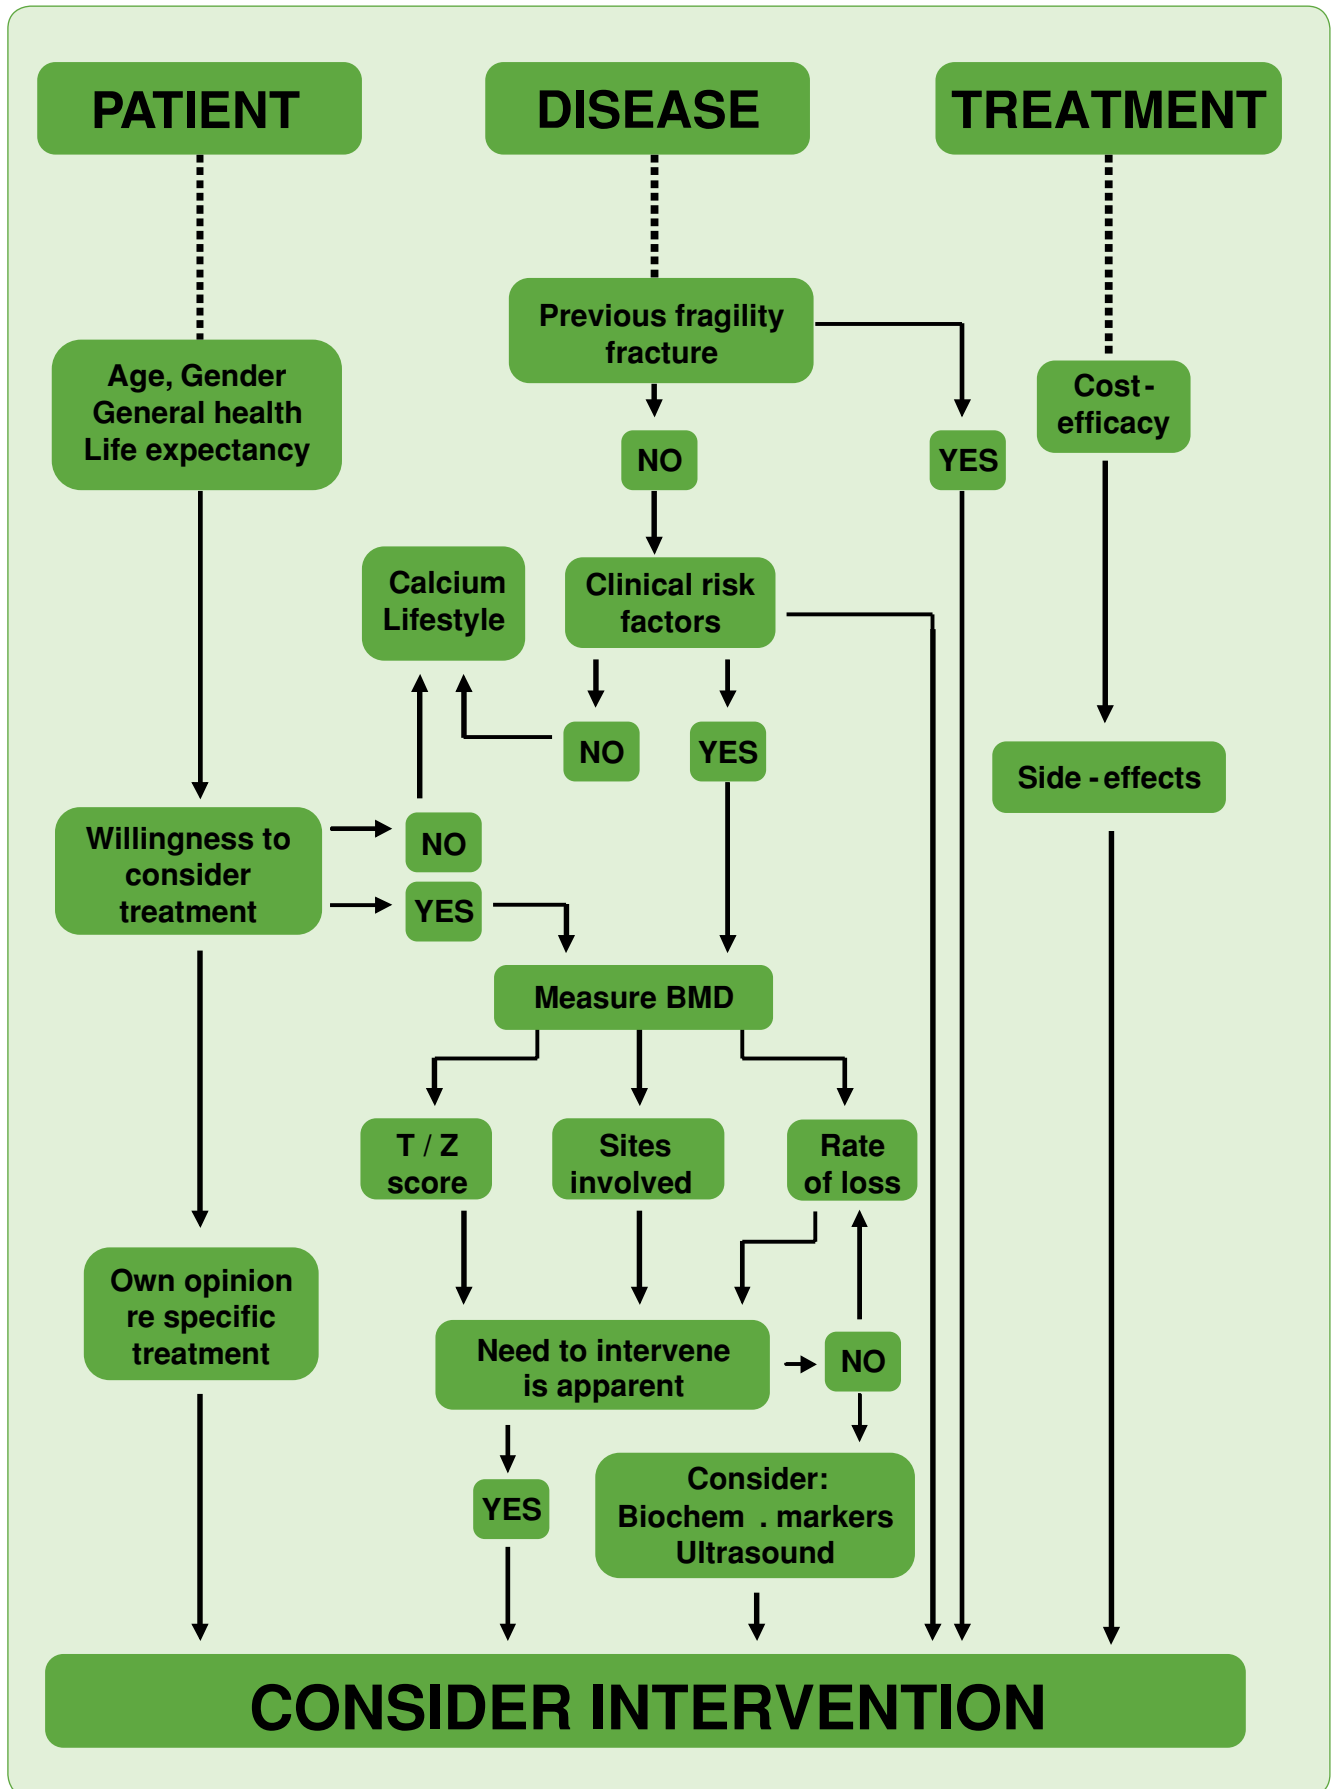 PATIENT
DISEASE
TREATMENT
Previous fragility
fracture
Age, Gender
General health
Life expectancy
Cost-
efficacy
NO
YES
Calcium
Lifestyle
Clinical risk
factors
NO
YES
Side-effects
Willingness to
consider
treatment
NO
YES
Measure BMD
T / Z
score
Sites
involved
Rate
of loss
Own opinion
re specific
treatment
Need to intervene
is apparent
NO
YES
Consider:
Biochem . markers
Ultrasound
CONSIDER INTERVENTION